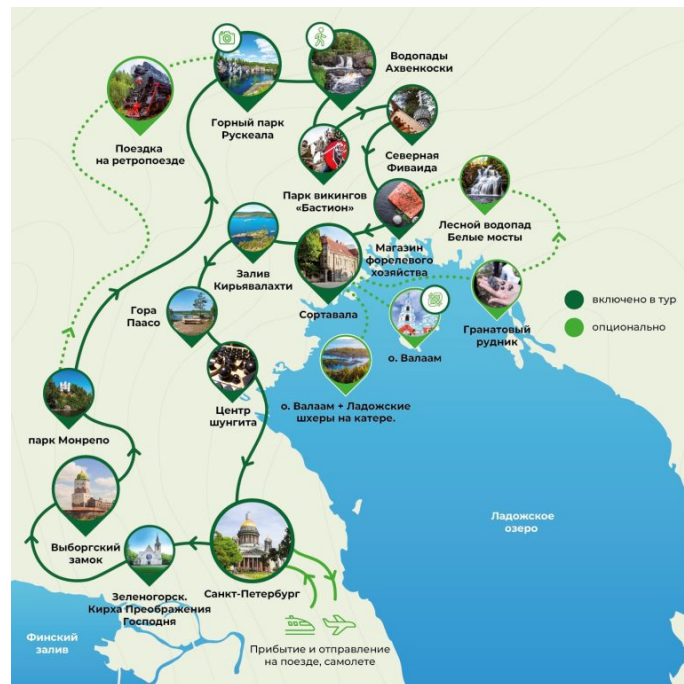 Водопады
Ахвенкоски
Горный парк
Рускеала
Поездка
на ретропоезде
Северная
Фиваида
Парк викингов
«Бастион»
Лесной водопад
Белые мосты
Магазин
форелевого
хозяйства
Залив
Кирьявалахти
Сортавала
Гора
Паасо
о. Валаам
Гранатовый
рудник
включено в тур
опционально
Центр
шунгита
о. Валаам + Ладожские
шхеры на катере.
парк Монрепо
Выборгский
замок
Ладожское
озеро
Зеленогорск.
Кирха Преображения
Господня
Санкт-Петербург
Финский
залив
Прибытие и отправление
на поезде, самолете